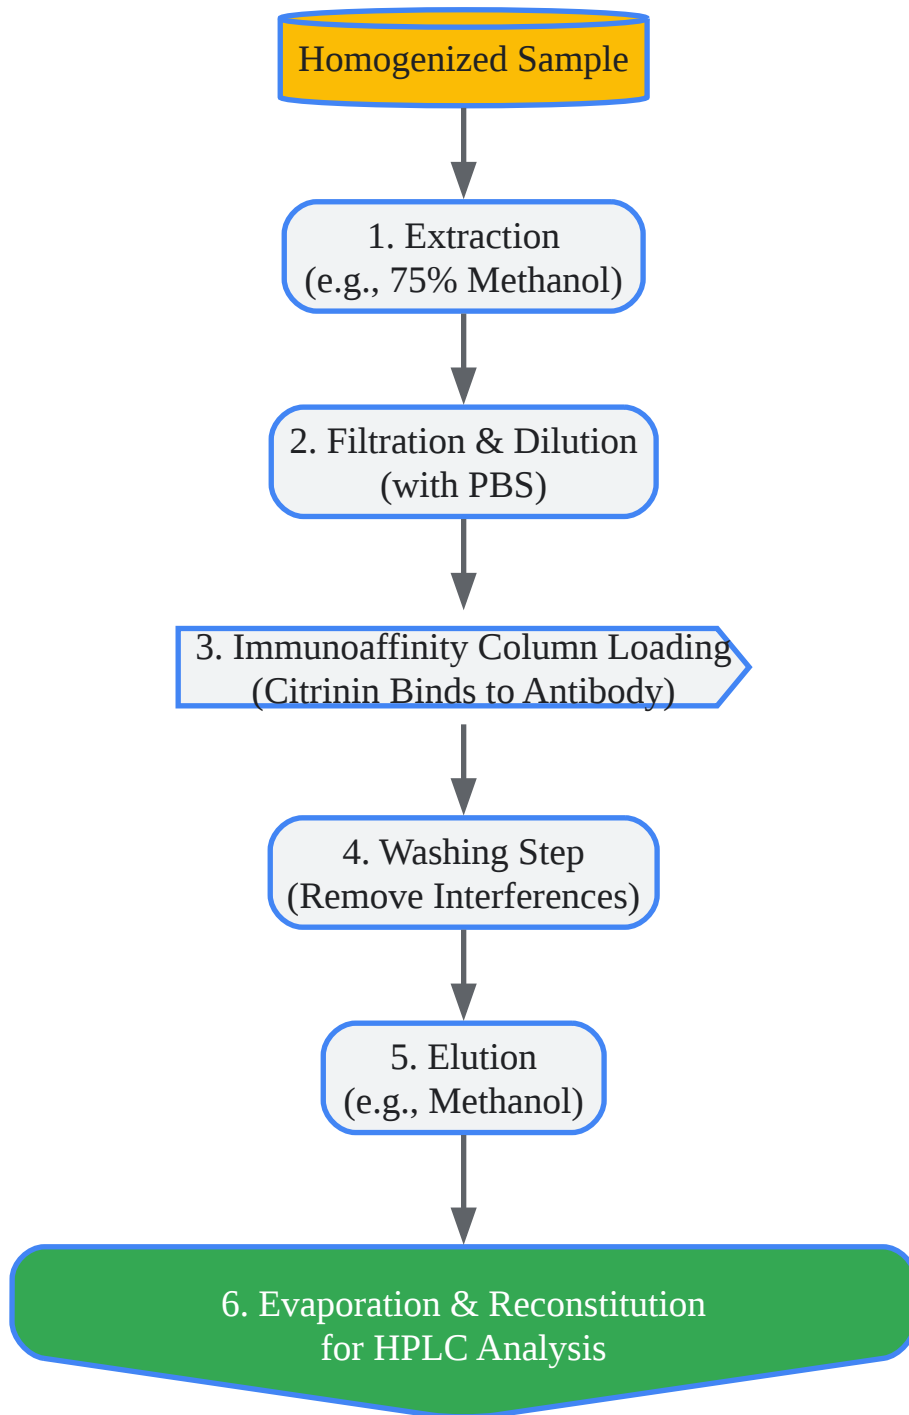 Homogenized Sample
1. Extraction
(e.g., 75% Methanol)
2. Filtration & Dilution
(with PBS)
3. Immunoaffinity Column Loading
(Citrinin Binds to Antibody)
4. Washing Step
(Remove Interferences)
5. Elution
(e.g., Methanol)
6. Evaporation & Reconstitution
for HPLC Analysis